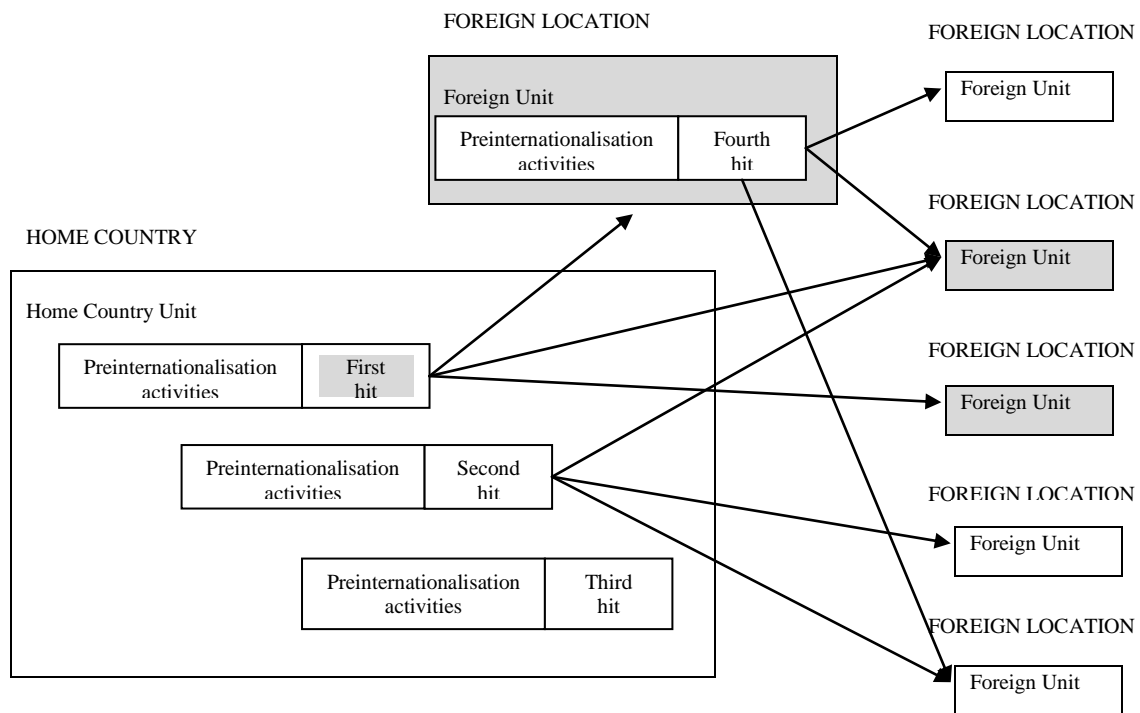 FOREIGN LOCATION
Foreign Unit
Preinternationalisation
activities
Fourth
hit
HOME COUNTRY
Home Country Unit
Preinternationalisation
activities
First
hit
Preinternationalisation
activities
Second
hit
Preinternationalisation
activities
Third
hit
FOREIGN LOCATION
Foreign Unit
FOREIGN LOCATION
Foreign Unit
FOREIGN LOCATION
Foreign Unit
FOREIGN LOCATION
Foreign Unit
FOREIGN LOCATION
Foreign Unit